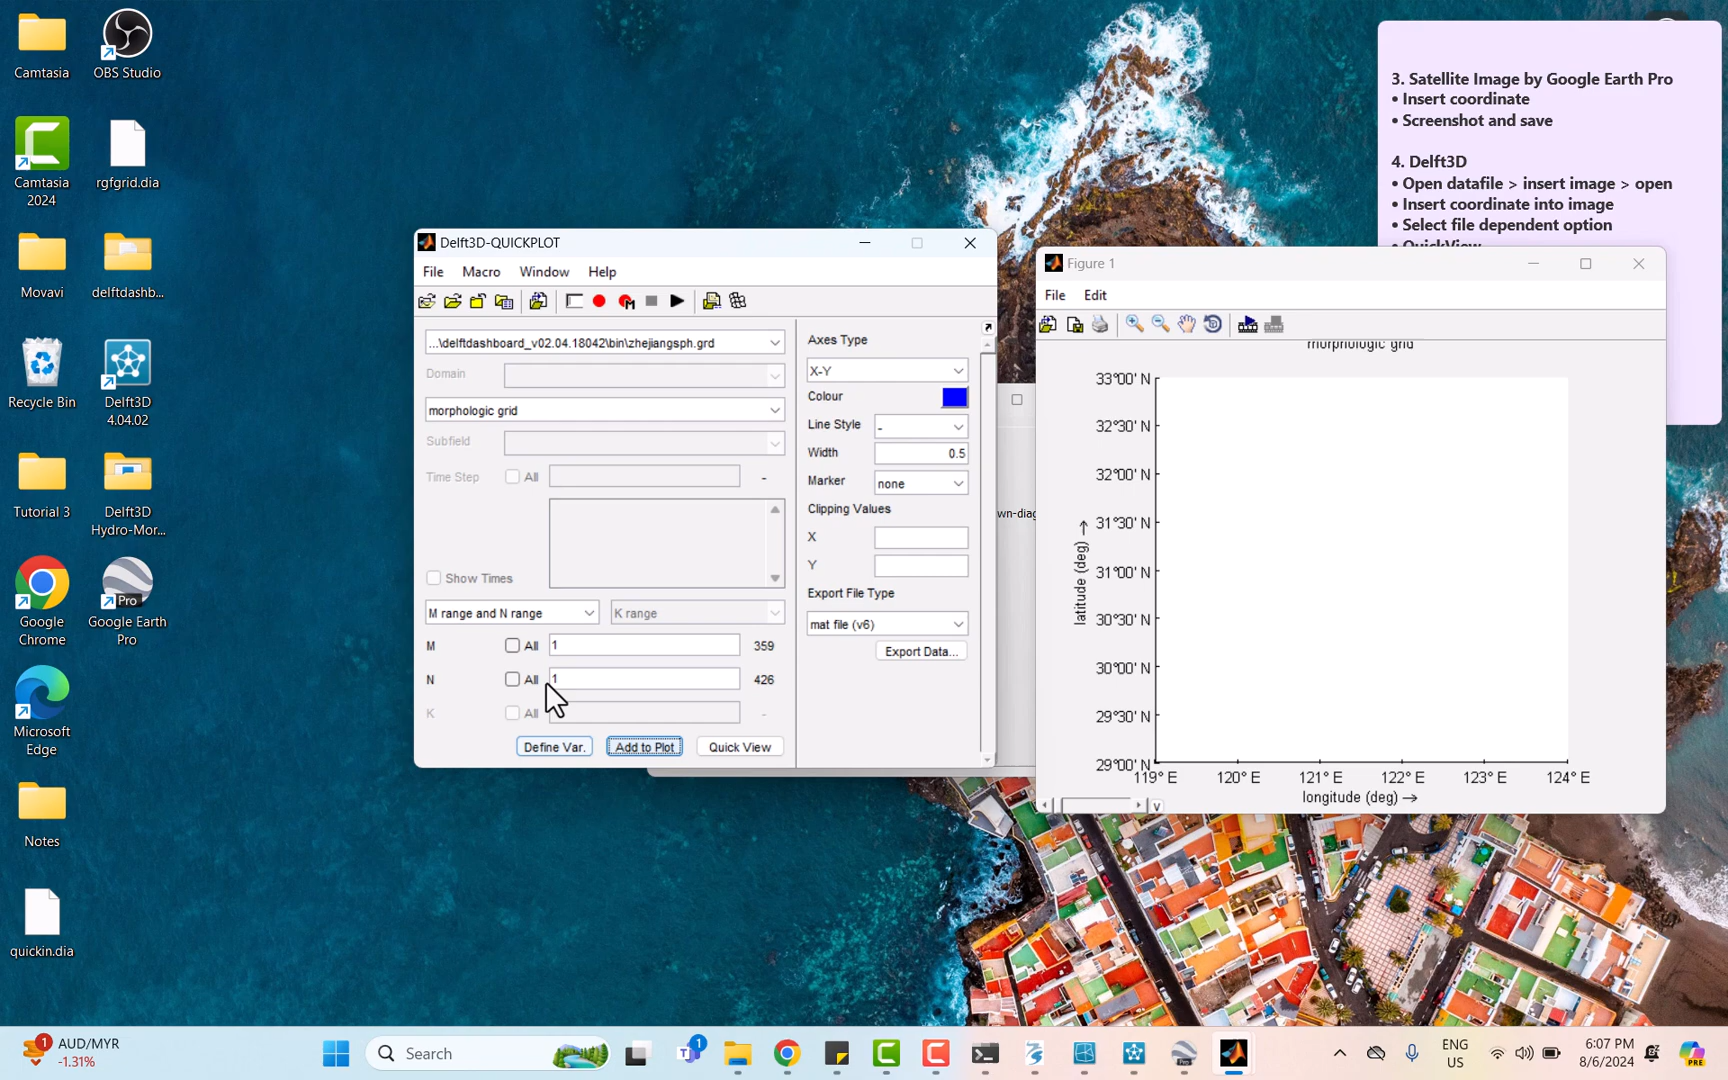 Camtasia
OBS Studio
Camtasia
2024
rgfgrid.dia
Movavi
delftdashb...
Recycle Bin
Delft3D
4.04.02
Tutorial 3
Delft3D
Hydro-Mor...
Google
Chrome
Pro
Google Earth
Pro
Microsoft
Edge
Notes
quickin.dia
3. Satellite Image by Google Earth Pro
• Insert coordinate
• Screenshot and save
4. Delft3D
• Open datafile > insert image > open
• Insert coordinate into image
• Select file dependent option
• QuickView
Delft3D-QUICKPLOT
File Macro Window Help
...\delftdashboard_v02.04.18042\bin\zhejiangsph.grd
Domain
morphologic grid
Subfield
Time Step All -
Show Times
M range and N range K range
M All 1 359
N All 1 426
K All -
Define Var. Add to Plot Quick View
Axes Type
X-Y
Colour
Line Style -
Width 0.5
Marker none
Clipping Values
X
Y
Export File Type
mat file (v6)
Export Data...
wn-diag
Figure 1
File Edit
morphologic grid
33°00' N
32°30' N
32°00' N
31°30' N
31°00' N
30°30' N
30°00' N
29°30' N
29°00' N
latitude (deg) →
119° E 120° E 121° E 122° E 123° E 124° E
longitude (deg) →
v
1
AUD/MYR
-1.31%
Search
1
ENG
US
6:07 PM
8/6/2024
PRE